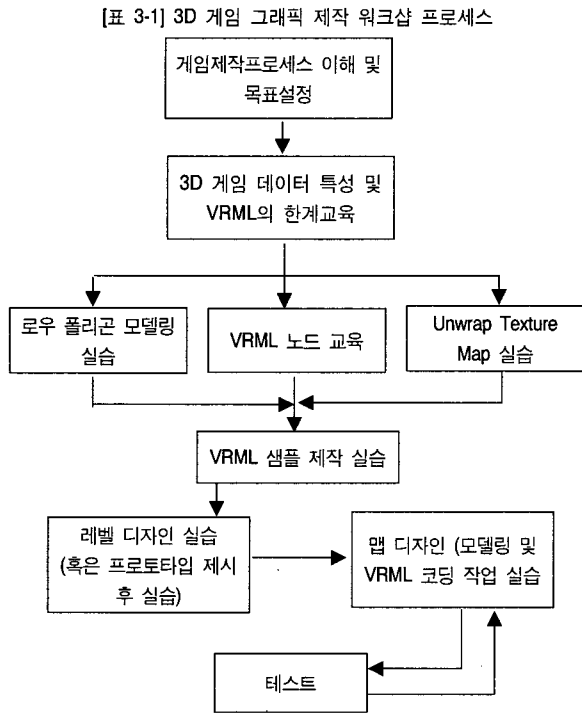 [표 3-1] 3D 게임 그래픽 제작 워크샵 프로세스
게임제작프로세스 이해 및
목표설정
3D 게임 데이터 특성 및
VRML의 한계교육
로우 폴리곤 모델링
실습
VRML 노드 교육
Unwrap Texture
Map 실습
VRML 샘플 제작 실습
레벨 디자인 실습
(혹은 프로토타입 제시
후 실습)
맵 디자인 (모델링 및
VRML 코딩 작업 실습
테스트